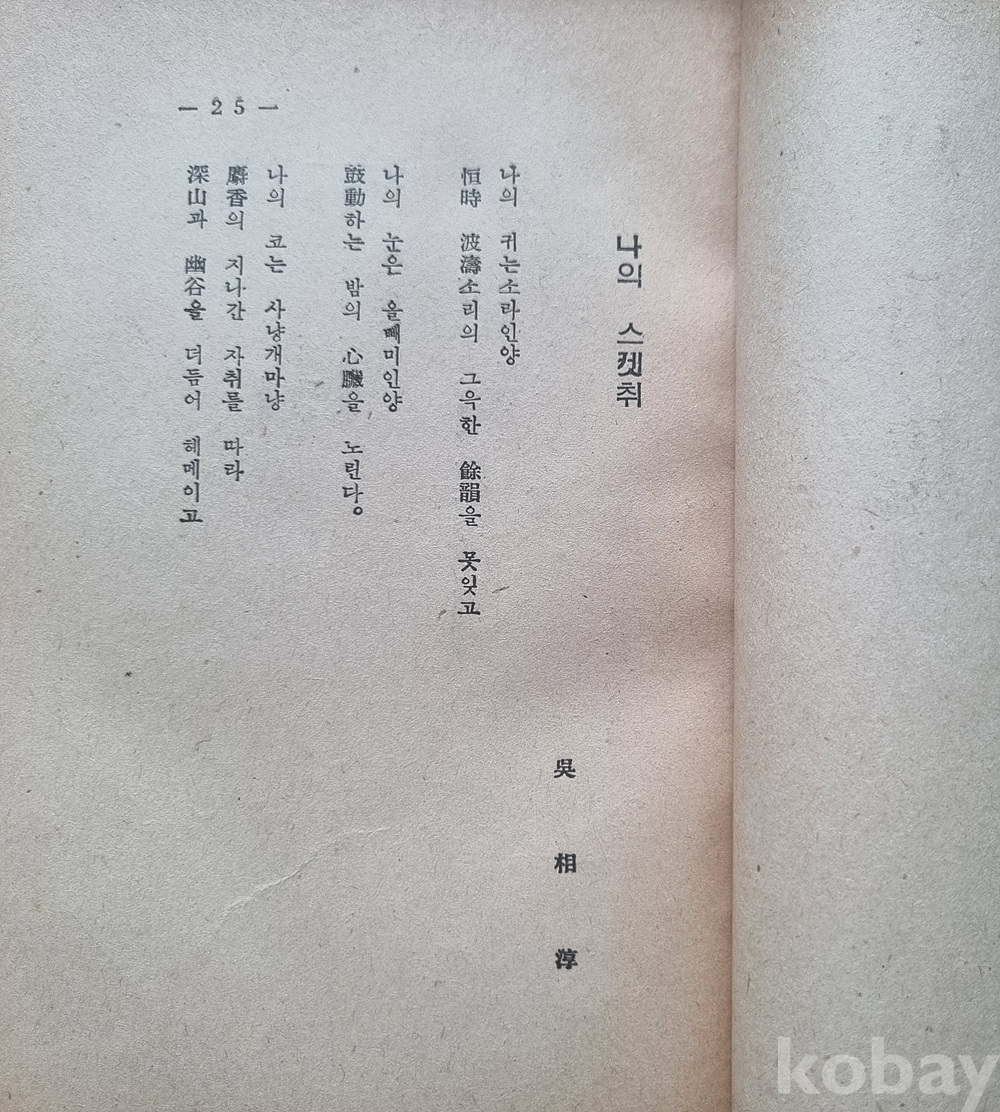 나의 스켓취
吳相淳
나의 귀는소라인양
恒時 波濤소리의 그윽한 餘韻을 못잊고
나의 눈은 올빼미인양
鼓動하는 밤의 心臟을 노린다。
나의 코는 사냥개마냥
麝香의 지나간 자취를 따라
深山과 幽谷을 더듬어 헤메이고
— 25 —
kobay